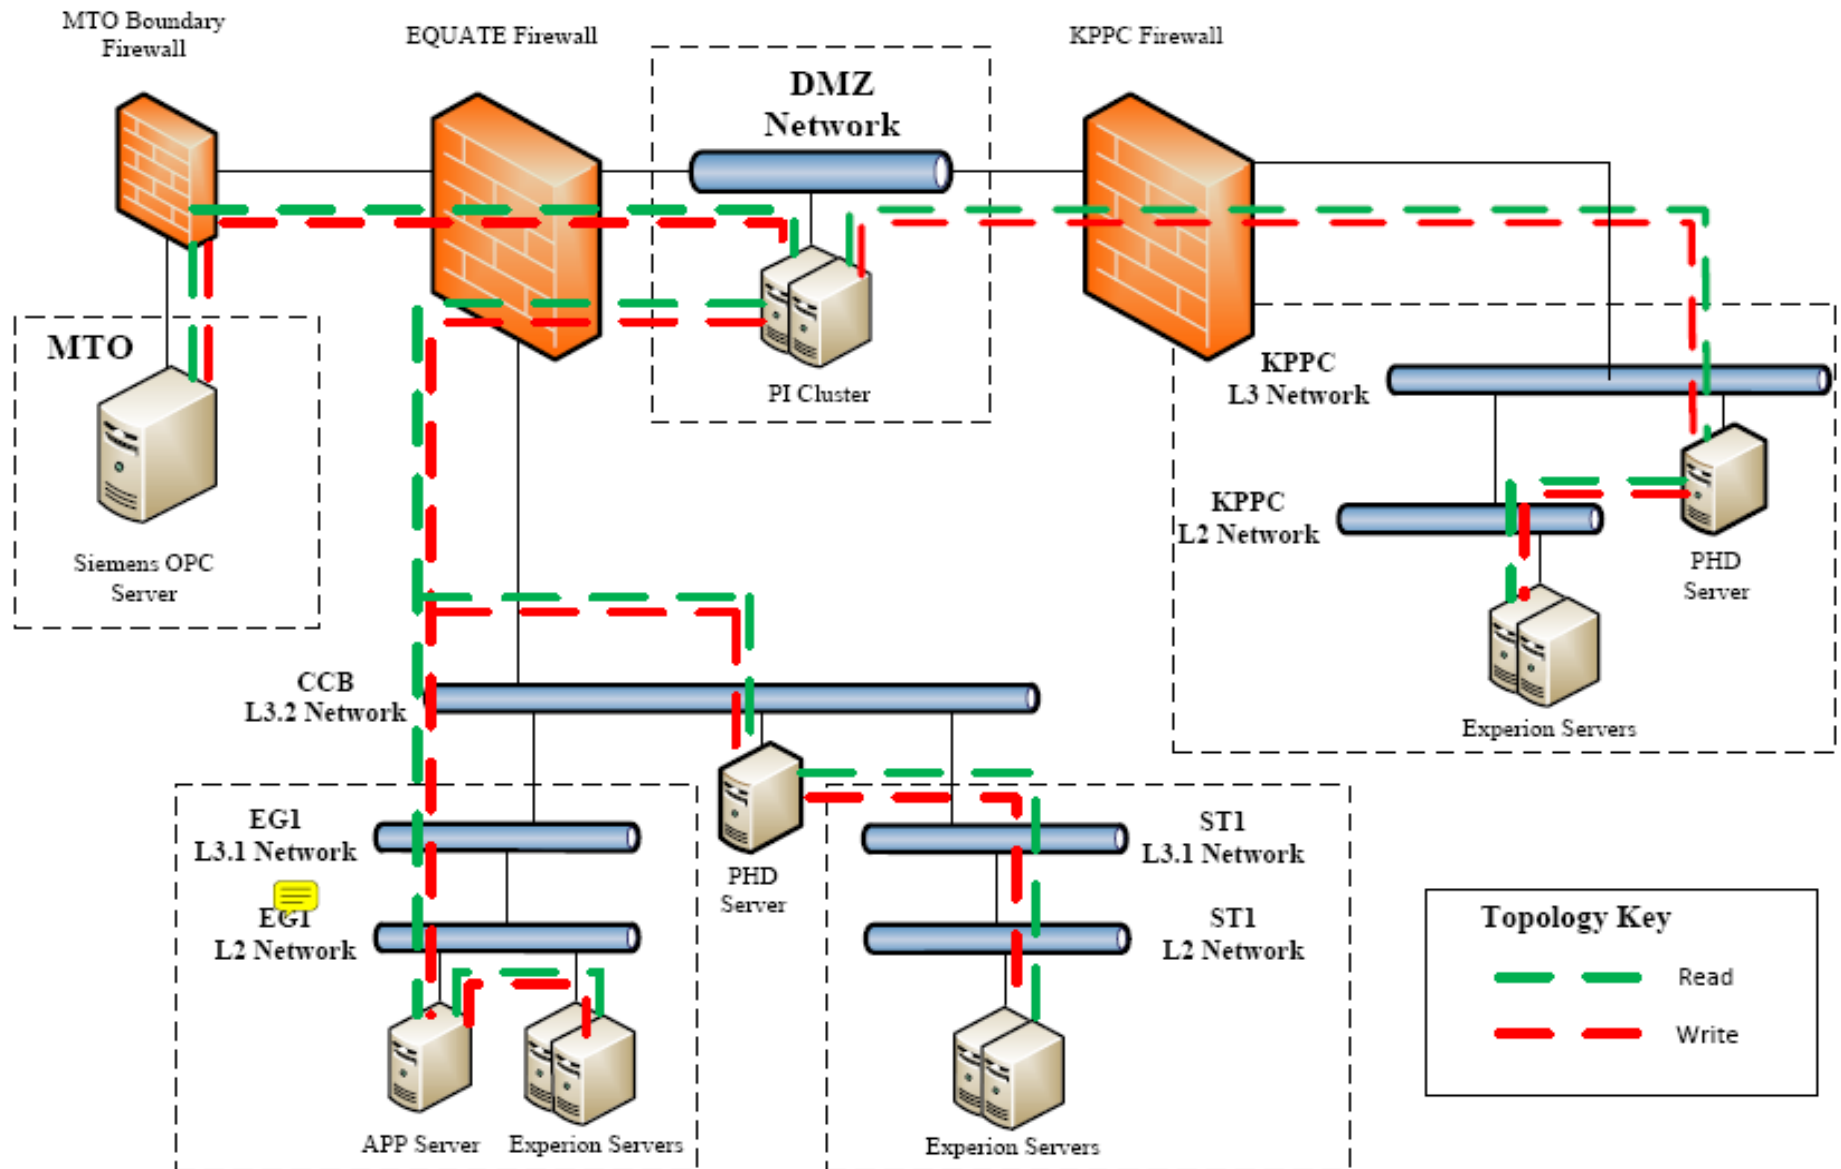 MTO Boundary
Firewall
EQUATE Firewall
KPPC Firewall
DMZ
Network
PI Cluster
MTO
Siemens OPC
Server
KPPC
L3 Network
KPPC
L2 Network
PHD
Server
Experion Servers
CCB
L3.2 Network
EG1
L3.1 Network
EG1
L2 Network
PHD
Server
ST1
L3.1 Network
ST1
L2 Network
APP Server
Experion Servers
Experion Servers
Topology Key
Read
Write